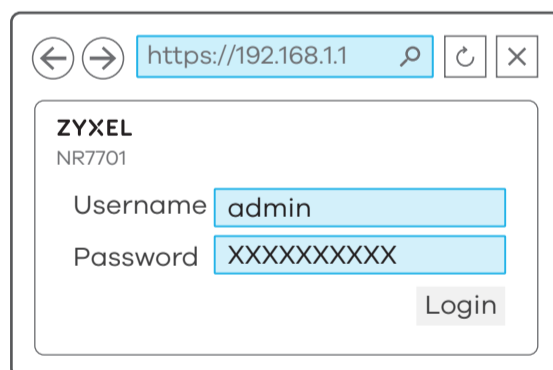 https://192.168.1.1
ZYXEL
NR7701
Username admin
Password XXXXXXXXXX
Login